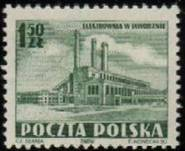 1.50
ZŁ
ELEKTROWNIA W JAWORZNIE
POCZTA POLSKA